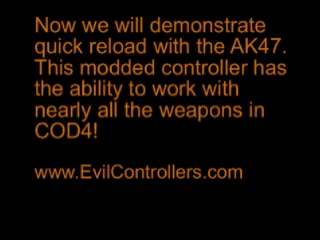 Now we will demonstrate
quick reload with the AK47.
This modded controller has
the ability to work with
nearly all the weapons in
COD4!
www.EvilControllers.com